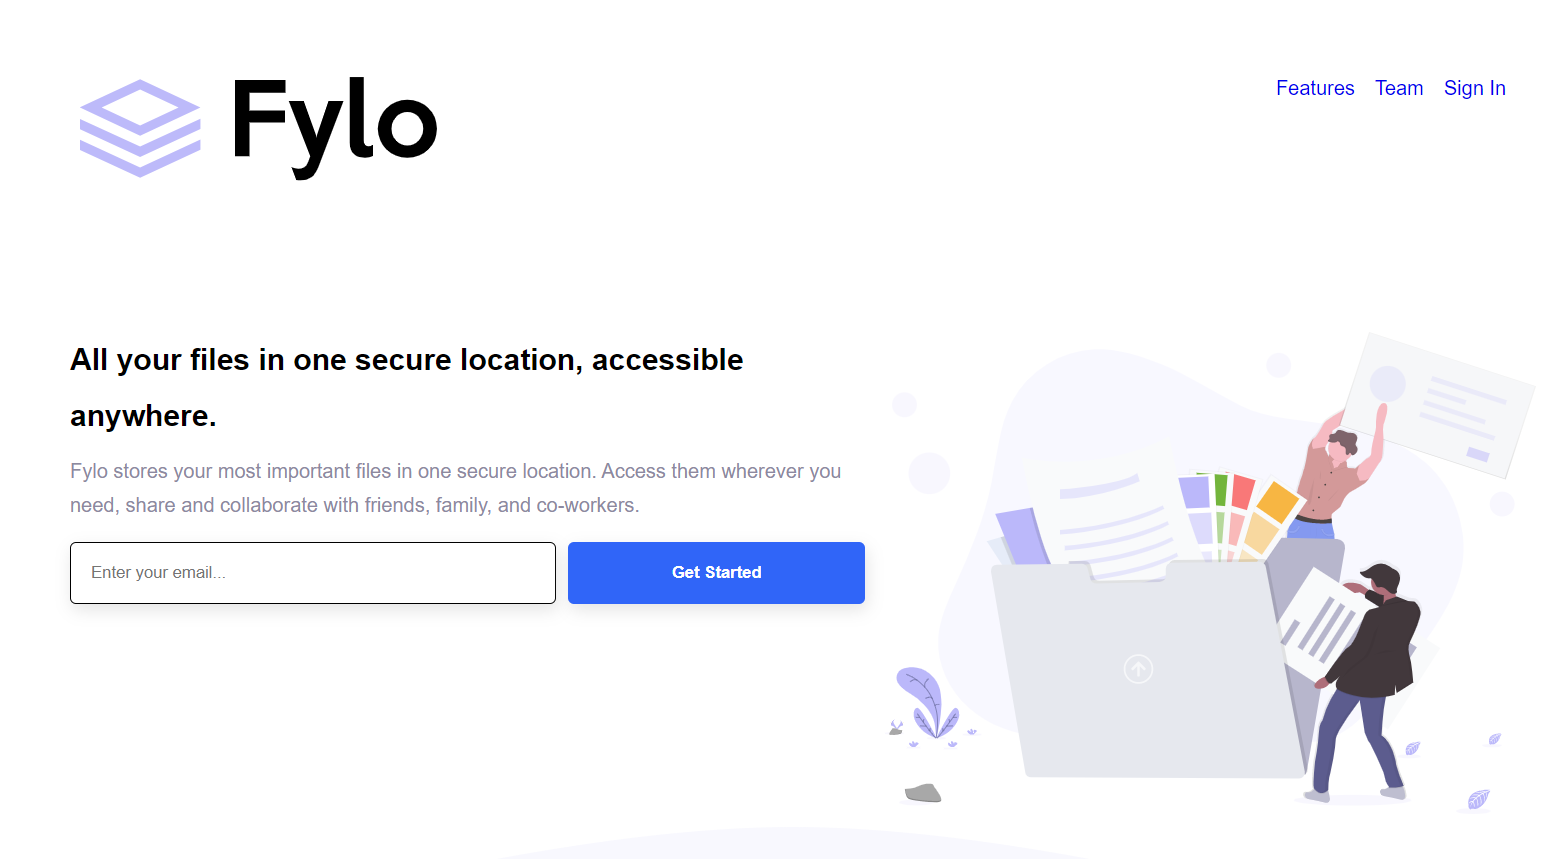 Fylo
Features Team Sign In
All your files in one secure location, accessible
anywhere.
Fylo stores your most important files in one secure location. Access them wherever you
need, share and collaborate with friends, family, and co-workers.
Enter your email...
Get Started